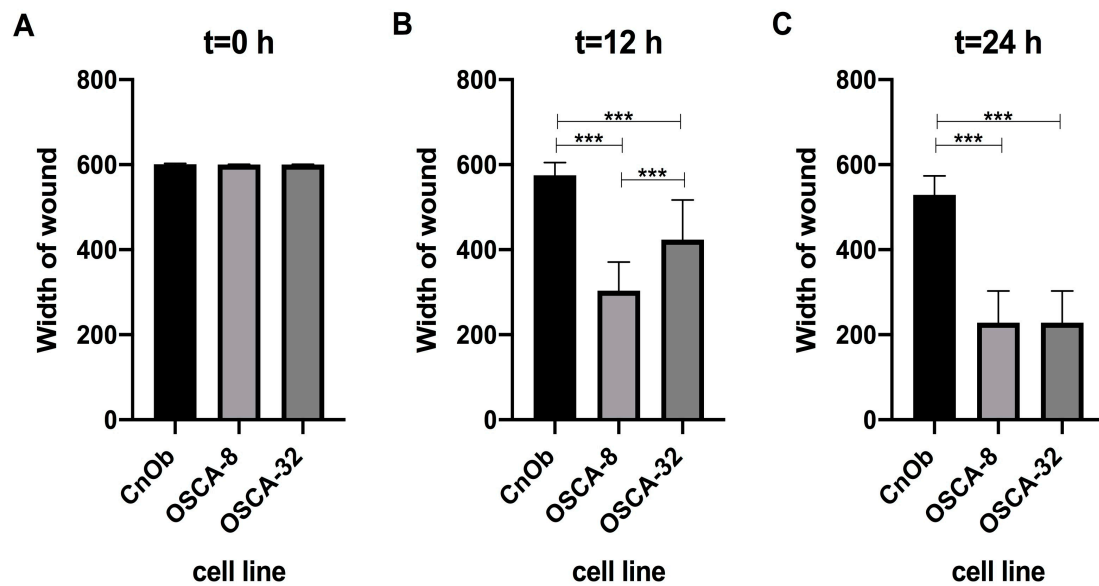 A
t=0 h
Width of wound
800
600
400
200
0
CnOb
OSCA-8
OSCA-32
cell line
B
t=12 h
Width of wound
800
600
400
200
0
***
***
***
CnOb
OSCA-8
OSCA-32
cell line
C
t=24 h
Width of wound
800
600
400
200
0
***
***
CnOb
OSCA-8
OSCA-32
cell line